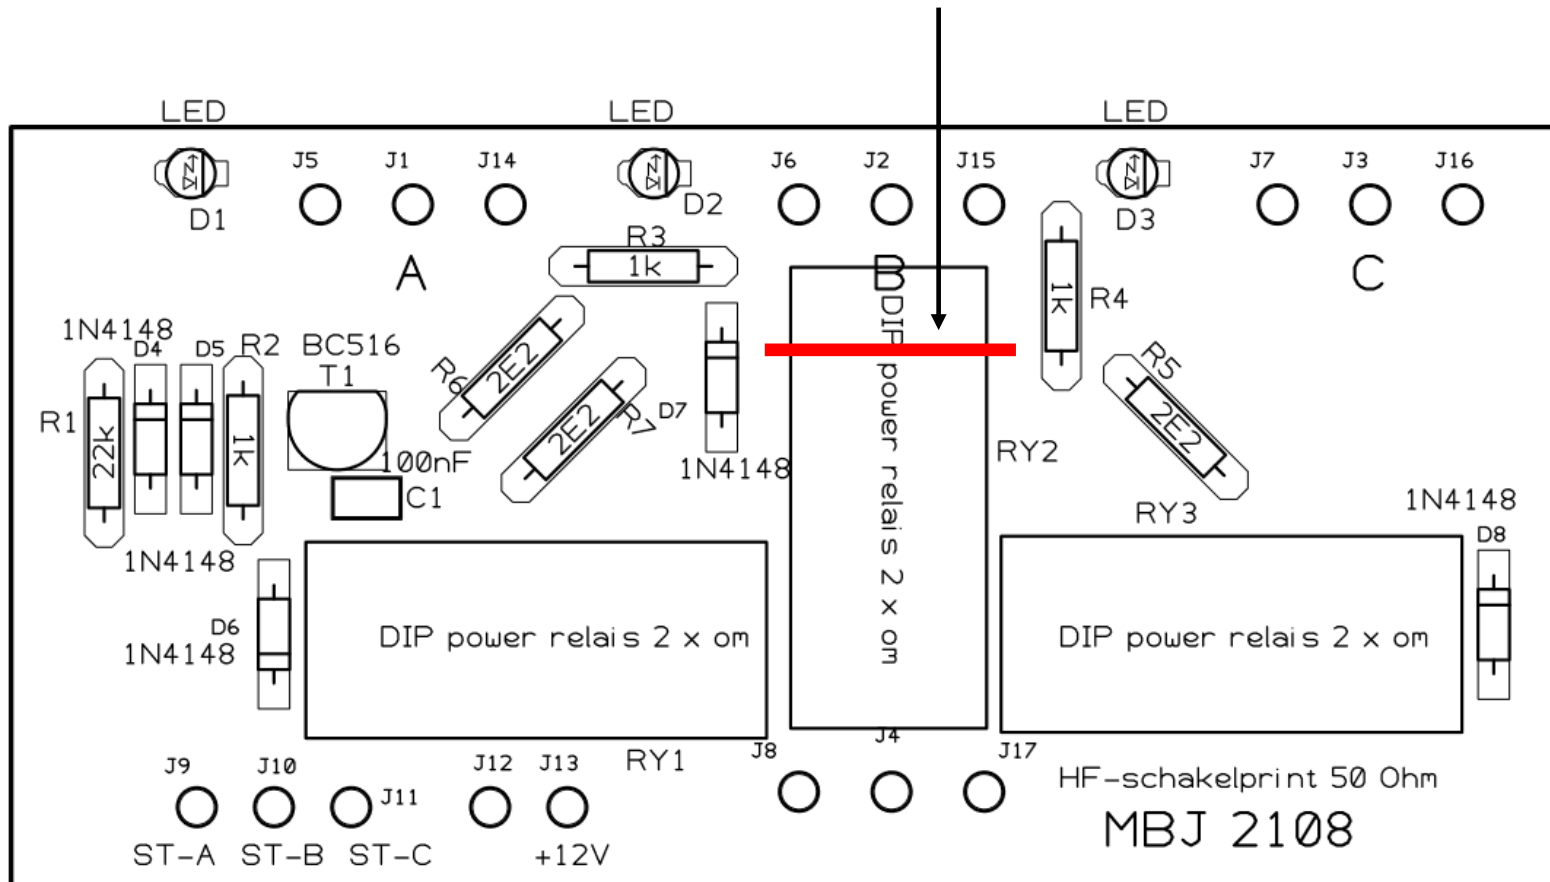 LED LED LED
J5 J1 J14 J6 J2 J15 J7 J3 J16
D1 D2 D3
R3
1k
A B C
1k R4
1N4148
D4 D5 R2 BC516
T1
R6 2E2
R5 2E2
R1 22k 1k
2E2 R7 D7
DIP power relais 2 x om
RY2
100nF
C1
1N4148
1N4148
RY3
D8
1N4148
D6
1N4148
DIP power relais 2 x om
DIP power relais 2 x om
RY1
J8 J4 J17
J9 J10 J11 J12 J13
HF-schakelprint 50 Ohm
MBJ 2108
ST-A ST-B ST-C +12V